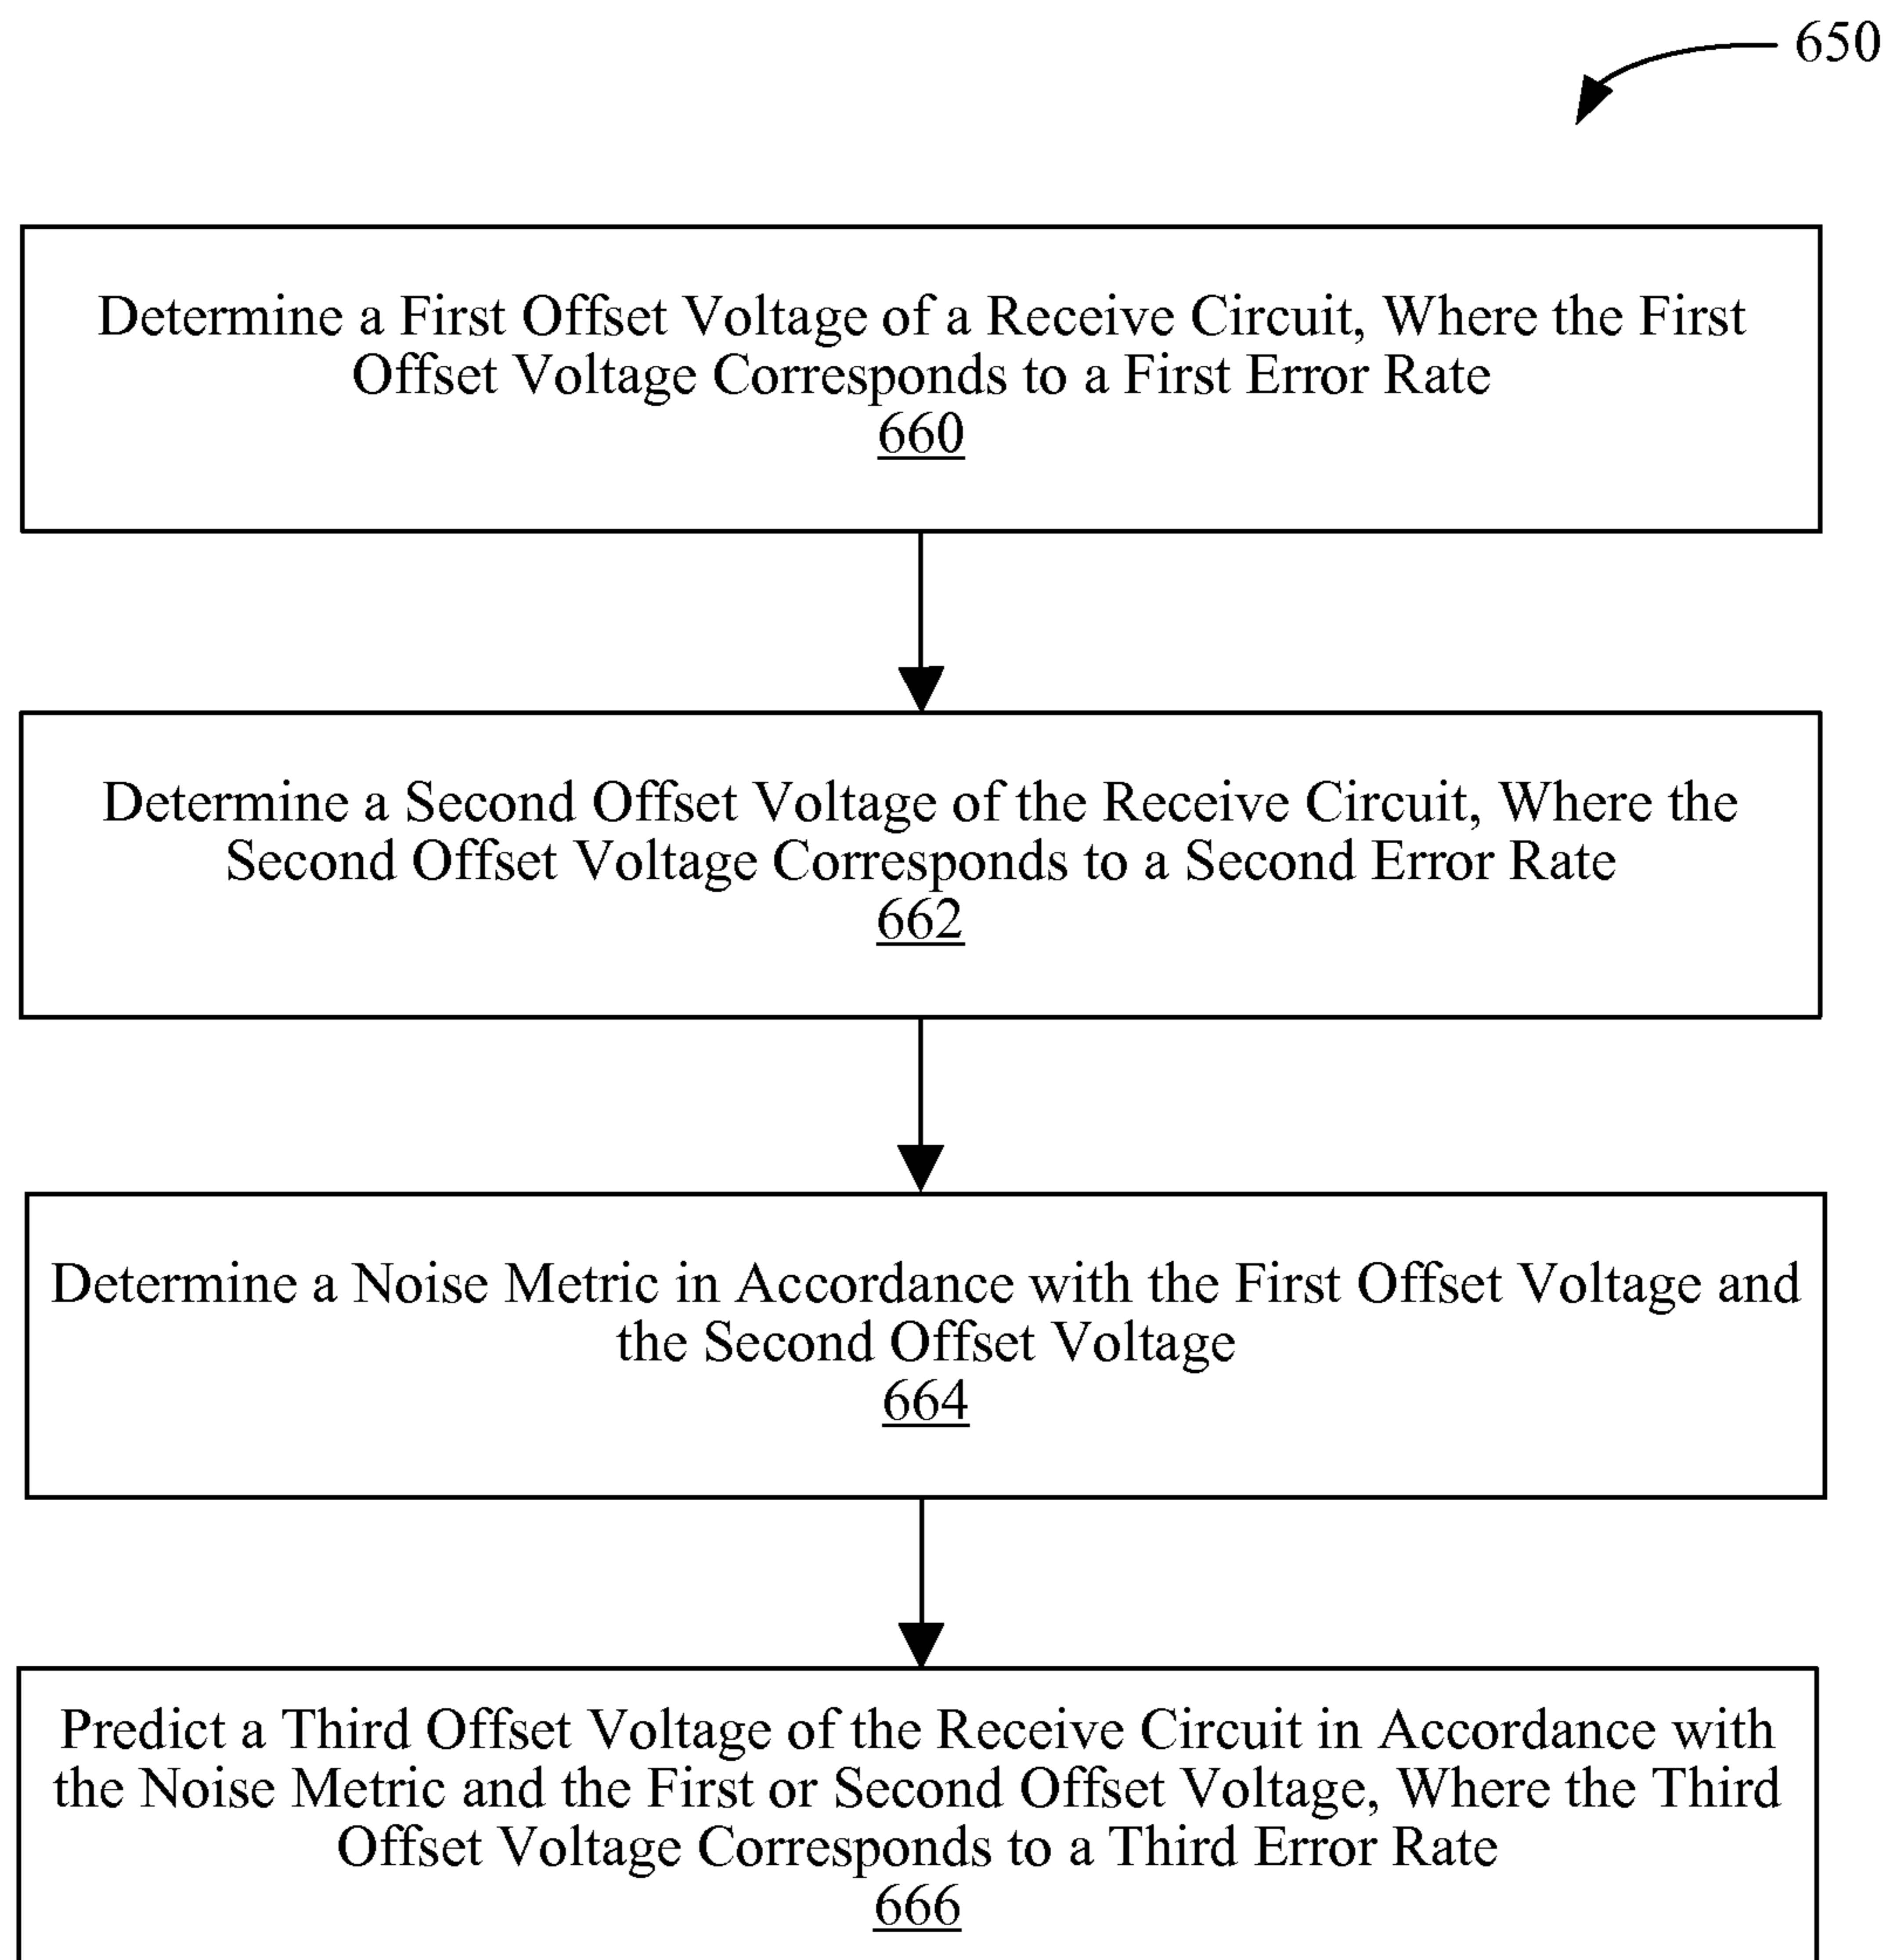 650
Determine a First Offset Voltage of a Receive Circuit, Where the First
Offset Voltage Corresponds to a First Error Rate
660
Determine a Second Offset Voltage of the Receive Circuit, Where the
Second Offset Voltage Corresponds to a Second Error Rate
662
Determine a Noise Metric in Accordance with the First Offset Voltage and
the Second Offset Voltage
664
Predict a Third Offset Voltage of the Receive Circuit in Accordance with
the Noise Metric and the First or Second Offset Voltage, Where the Third
Offset Voltage Corresponds to a Third Error Rate
666